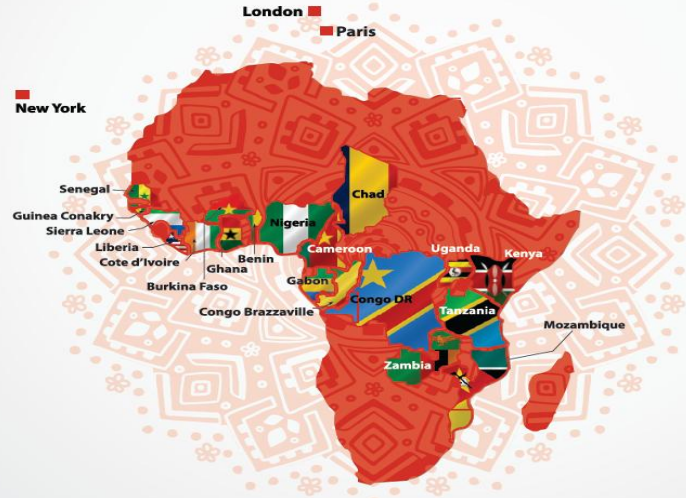 London
Paris
New York
Chad
Senegal
Guinea Conakry
Sierra Leone
Liberia
Cote d'Ivoire
Burkina Faso
Ghana
Benin
Nigeria
Cameroon
Gabon
Congo Brazzaville
Congo DR
Uganda
Kenya
Tanzania
Mozambique
Zambia